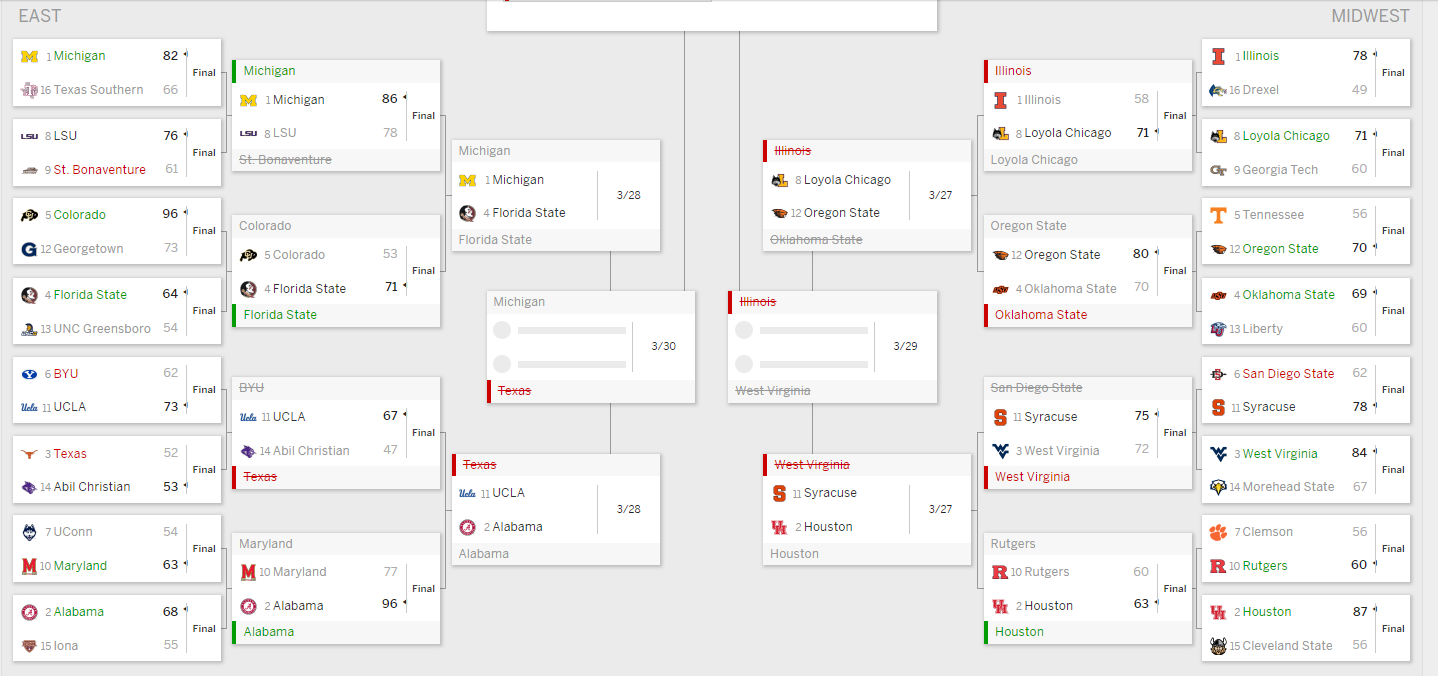 EAST
MIDWEST
1 Michigan 82
16 Texas Southern 66
Final
8 LSU 76
9 St. Bonaventure 61
Final
5 Colorado 96
12 Georgetown 73
Final
4 Florida State 64
13 UNC Greensboro 54
Final
6 BYU 62
11 UCLA 73
Final
3 Texas 52
14 Abil Christian 53
Final
7 UConn 54
10 Maryland 63
Final
2 Alabama 68
15 Iona 55
Final
Michigan
1 Michigan 86
8 LSU 78
Final
St. Bonaventure
Colorado
5 Colorado 53
4 Florida State 71
Final
Florida State
BYU
11 UCLA 67
14 Abil Christian 47
Final
Texas
Maryland
10 Maryland 77
2 Alabama 96
Final
Alabama
Michigan
1 Michigan
4 Florida State
3/28
Florida State
Texas
11 UCLA
2 Alabama
3/28
Alabama
Michigan
3/30
Texas
Illinois
3/29
West Virginia
Illinois
8 Loyola Chicago
12 Oregon State
3/27
Oklahoma State
West Virginia
11 Syracuse
2 Houston
3/27
Houston
Illinois
1 Illinois 58
8 Loyola Chicago 71
Final
Loyola Chicago
Oregon State
12 Oregon State 80
4 Oklahoma State 70
Final
Oklahoma State
San Diego State
11 Syracuse 75
3 West Virginia 72
Final
West Virginia
Rutgers
10 Rutgers 60
2 Houston 63
Final
Houston
1 Illinois 78
16 Drexel 49
Final
8 Loyola Chicago 71
9 Georgia Tech 60
Final
5 Tennessee 56
12 Oregon State 70
Final
4 Oklahoma State 69
13 Liberty 60
Final
6 San Diego State 62
11 Syracuse 78
Final
3 West Virginia 84
14 Morehead State 67
Final
7 Clemson 56
10 Rutgers 60
Final
2 Houston 87
15 Cleveland State 56
Final